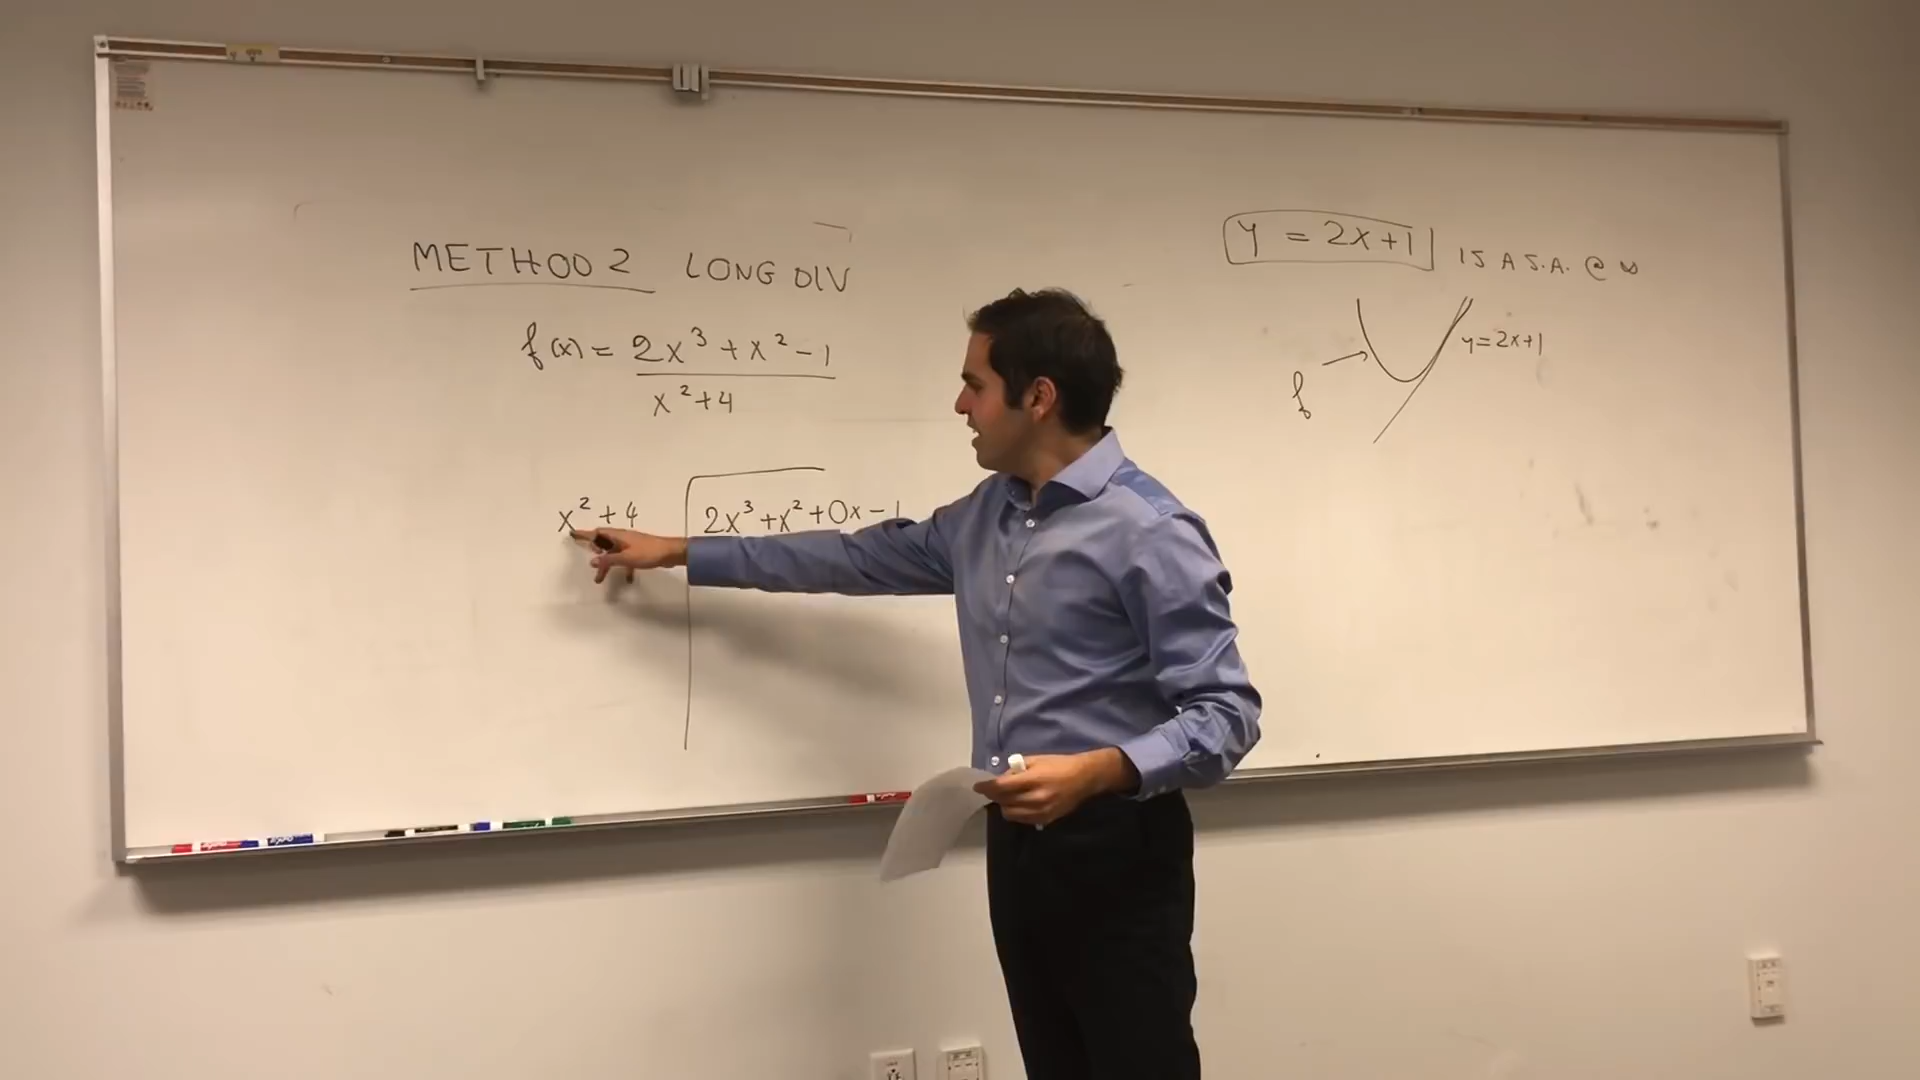 METHOD 2 LONG DIV
f(x) = 2x³ + x² - 1
x² + 4
x² + 4
2x³ + x² + 0x - 1
y = 2x+1 IS A S.A. @ ∞
y=2x+1
f